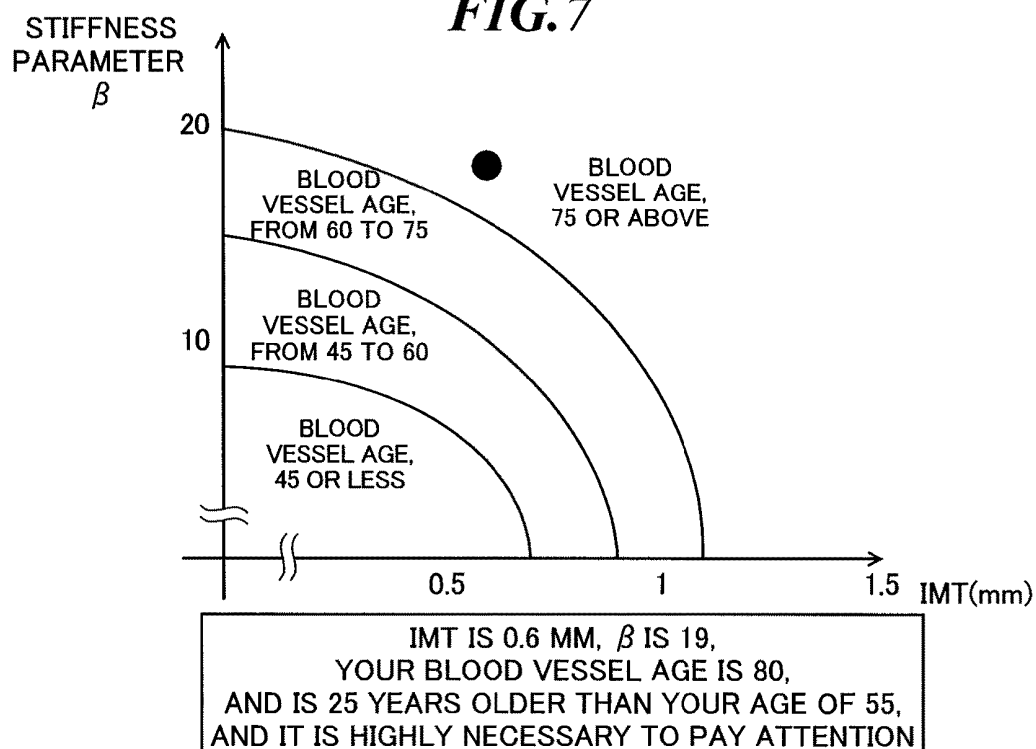 FIG. 7
STIFFNESS
PARAMETER
β
20
BLOOD
VESSEL AGE,
FROM 60 TO 75
BLOOD
VESSEL AGE,
75 OR ABOVE
10
BLOOD
VESSEL AGE,
FROM 45 TO 60
BLOOD
VESSEL AGE,
45 OR LESS
0.5
1
1.5
IMT(mm)
IMT IS 0.6 MM, β IS 19,
YOUR BLOOD VESSEL AGE IS 80,
AND IS 25 YEARS OLDER THAN YOUR AGE OF 55,
AND IT IS HIGHLY NECESSARY TO PAY ATTENTION